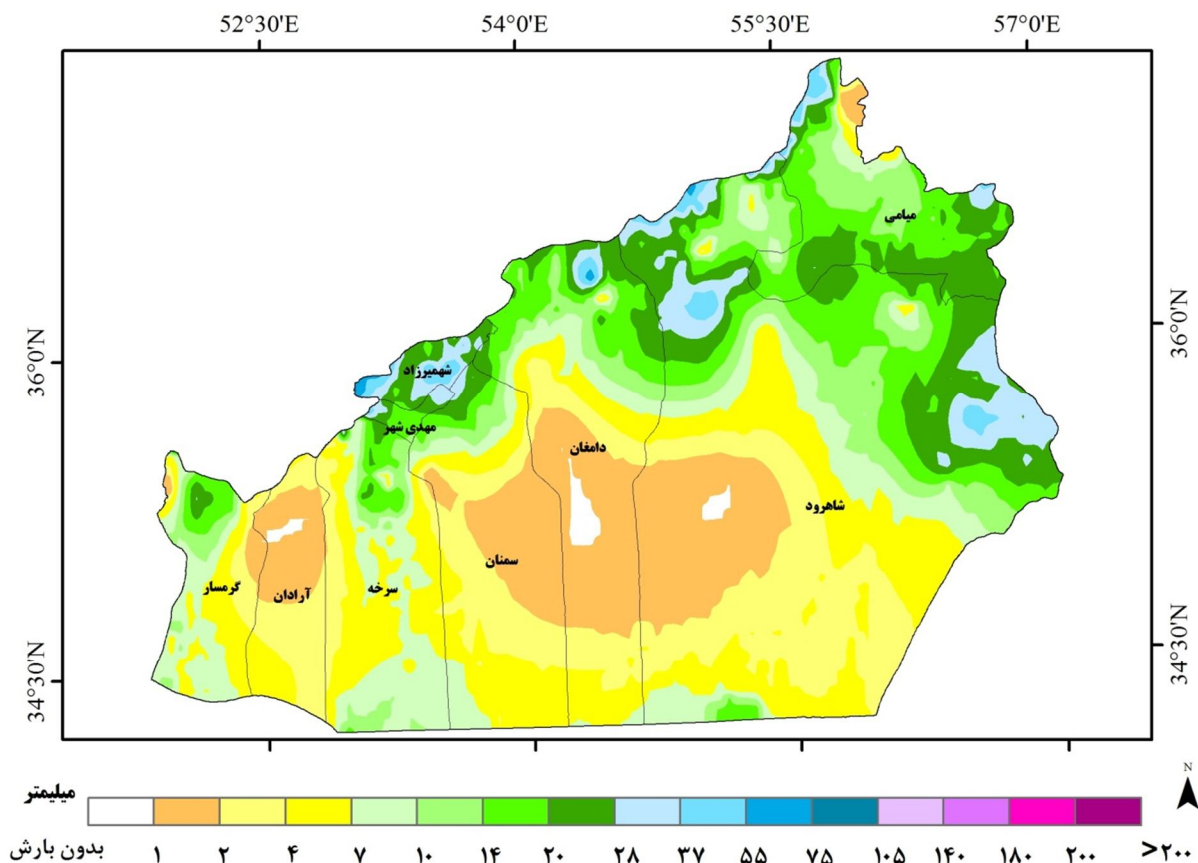 52°30'E 54°0'E 55°30'E 57°0'E
میامی
36°0'N 36°0'N
شهمیرزاد
مهدی شهر
دامغان
شاهرود
سمنان
گرمسار آرادان سرخه
34°30'N 34°30'N
N
میلیمتر
بدون بارش ۱ ۲ ۴ ۷ ۱۰ ۱۴ ۲۰ ۲۸ ۳۷ ۵۵ ۷۵ ۱۰۵ ۱۴۰ ۱۸۰ ۲۰۰ >۲۰۰